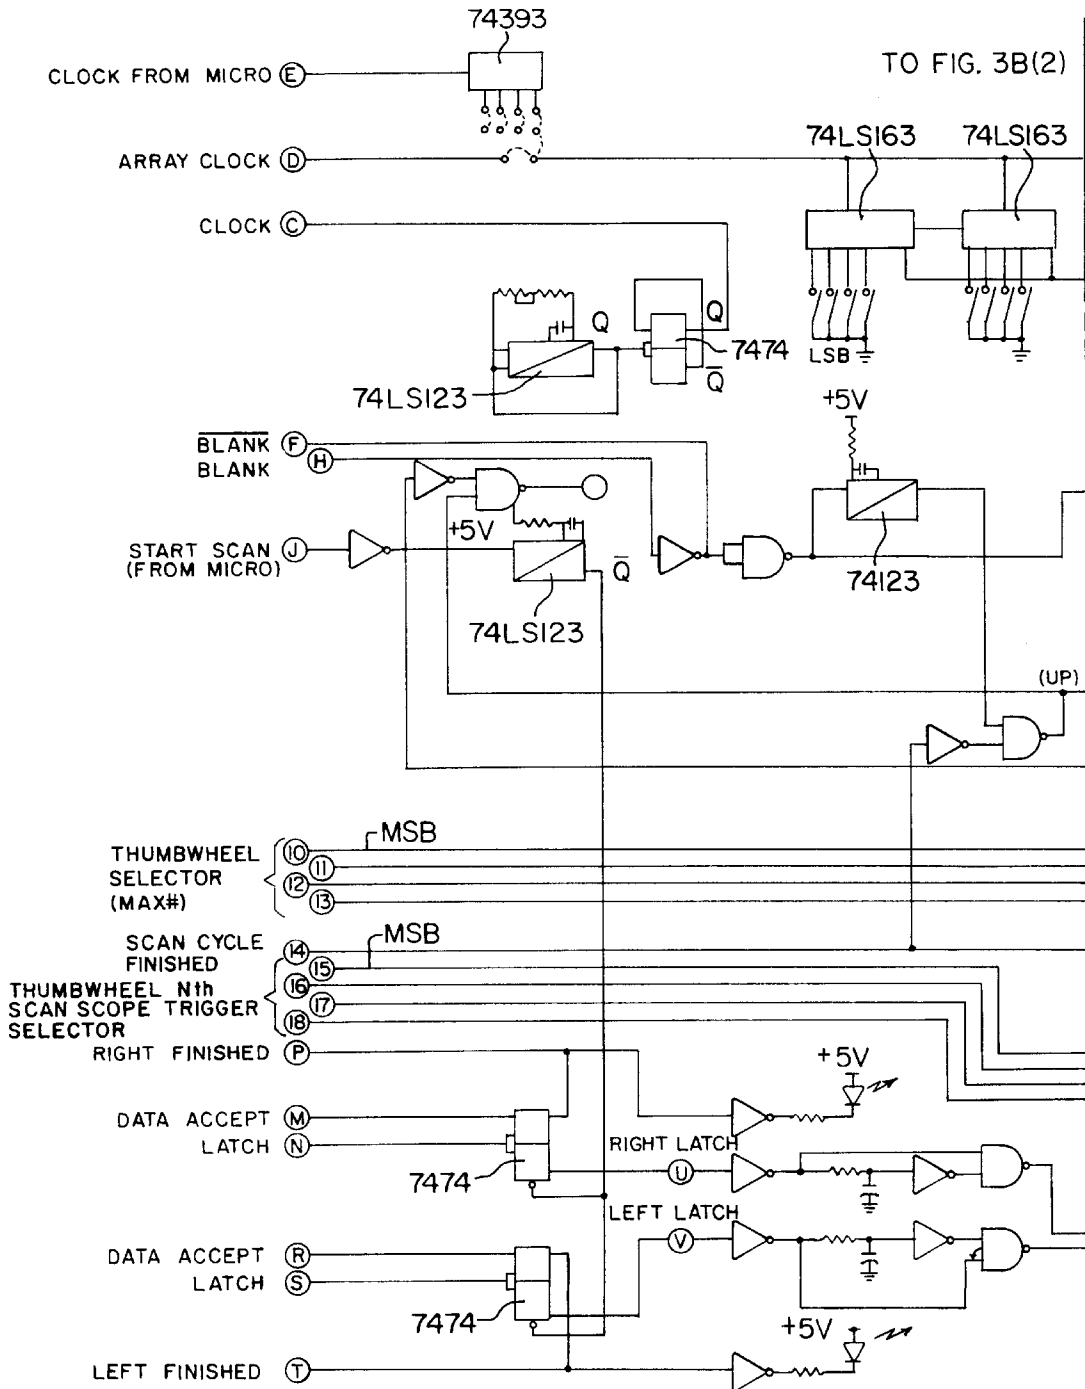 74393
TO FIG. 3B(2)
CLOCK FROM MICRO E
74LS163 74LS163
ARRAY CLOCK D
CLOCK C
Q Q
7474
LSB
Q̅
74LS123
+5V
B̅L̅A̅N̅K̅ F
BLANK H
+5V
START SCAN J
(FROM MICRO)
Q̅
74123
74LS123
(UP)
MSB
THUMBWHEEL 10
SELECTOR 11
(MAX#) 12
13
MSB
SCAN CYCLE 14
FINISHED 15
THUMBWHEEL Nth 16
SCAN SCOPE TRIGGER 17
SELECTOR 18
RIGHT FINISHED P
+5V
DATA ACCEPT M
LATCH N
RIGHT LATCH
U
7474
LEFT LATCH
V
DATA ACCEPT R
LATCH S
7474
+5V
LEFT FINISHED T